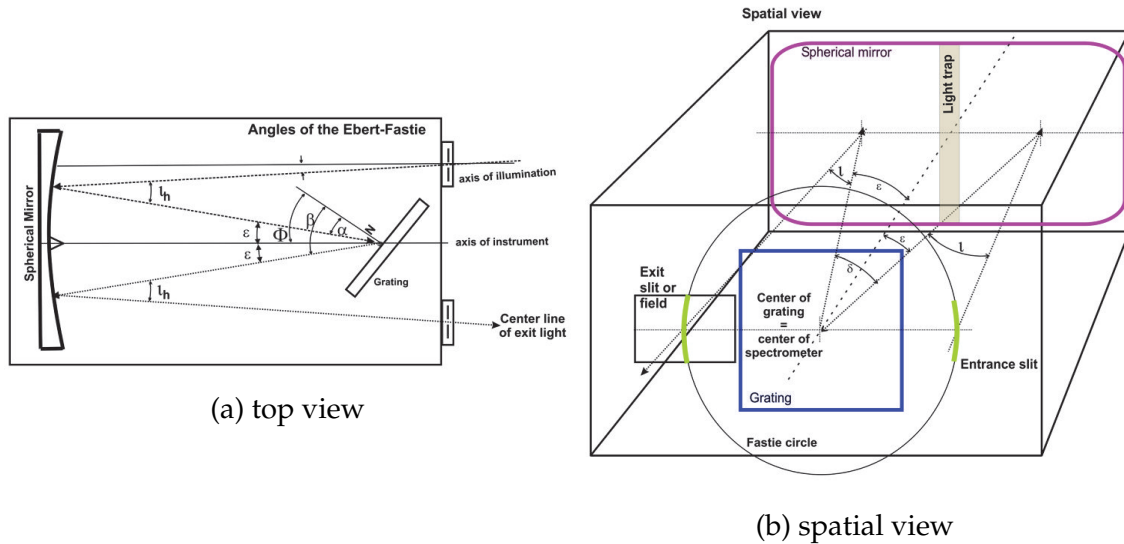 Angles of the Ebert-Fastie
axis of illumination
Spherical Mirror
l_h
ε
ε
Φ
β
α
N
axis of instrument
Grating
l_h
Center line
of exit light
(a) top view
Spatial view
Spherical mirror
Light trap
ι
ε
ε
ι
δ
Exit
slit or
field
Center of
grating
=
center of
spectrometer
Entrance slit
Grating
Fastie circle
(b) spatial view